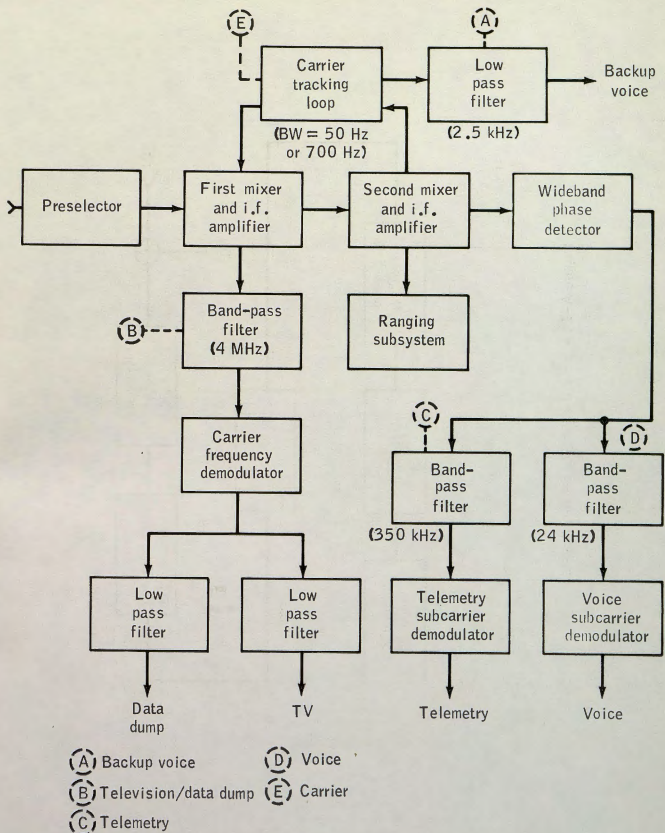 E
A
Carrier
tracking
loop
Low
pass
filter
Backup
voice
(BW = 50 Hz
or 700 Hz)
(2.5 kHz)
Preselector
First mixer
and i.f.
amplifier
Second mixer
and i.f.
amplifier
Wideband
phase
detector
B
Band-pass
filter
(4 MHz)
Ranging
subsystem
Carrier
frequency
demodulator
C
D
Band-
pass
filter
(350 kHz)
Band-
pass
filter
(24 kHz)
Low
pass
filter
Low
pass
filter
Telemetry
subcarrier
demodulator
Voice
subcarrier
demodulator
Data
dump
TV
Telemetry
Voice
A Backup voice
B Television/data dump
C Telemetry
D Voice
E Carrier